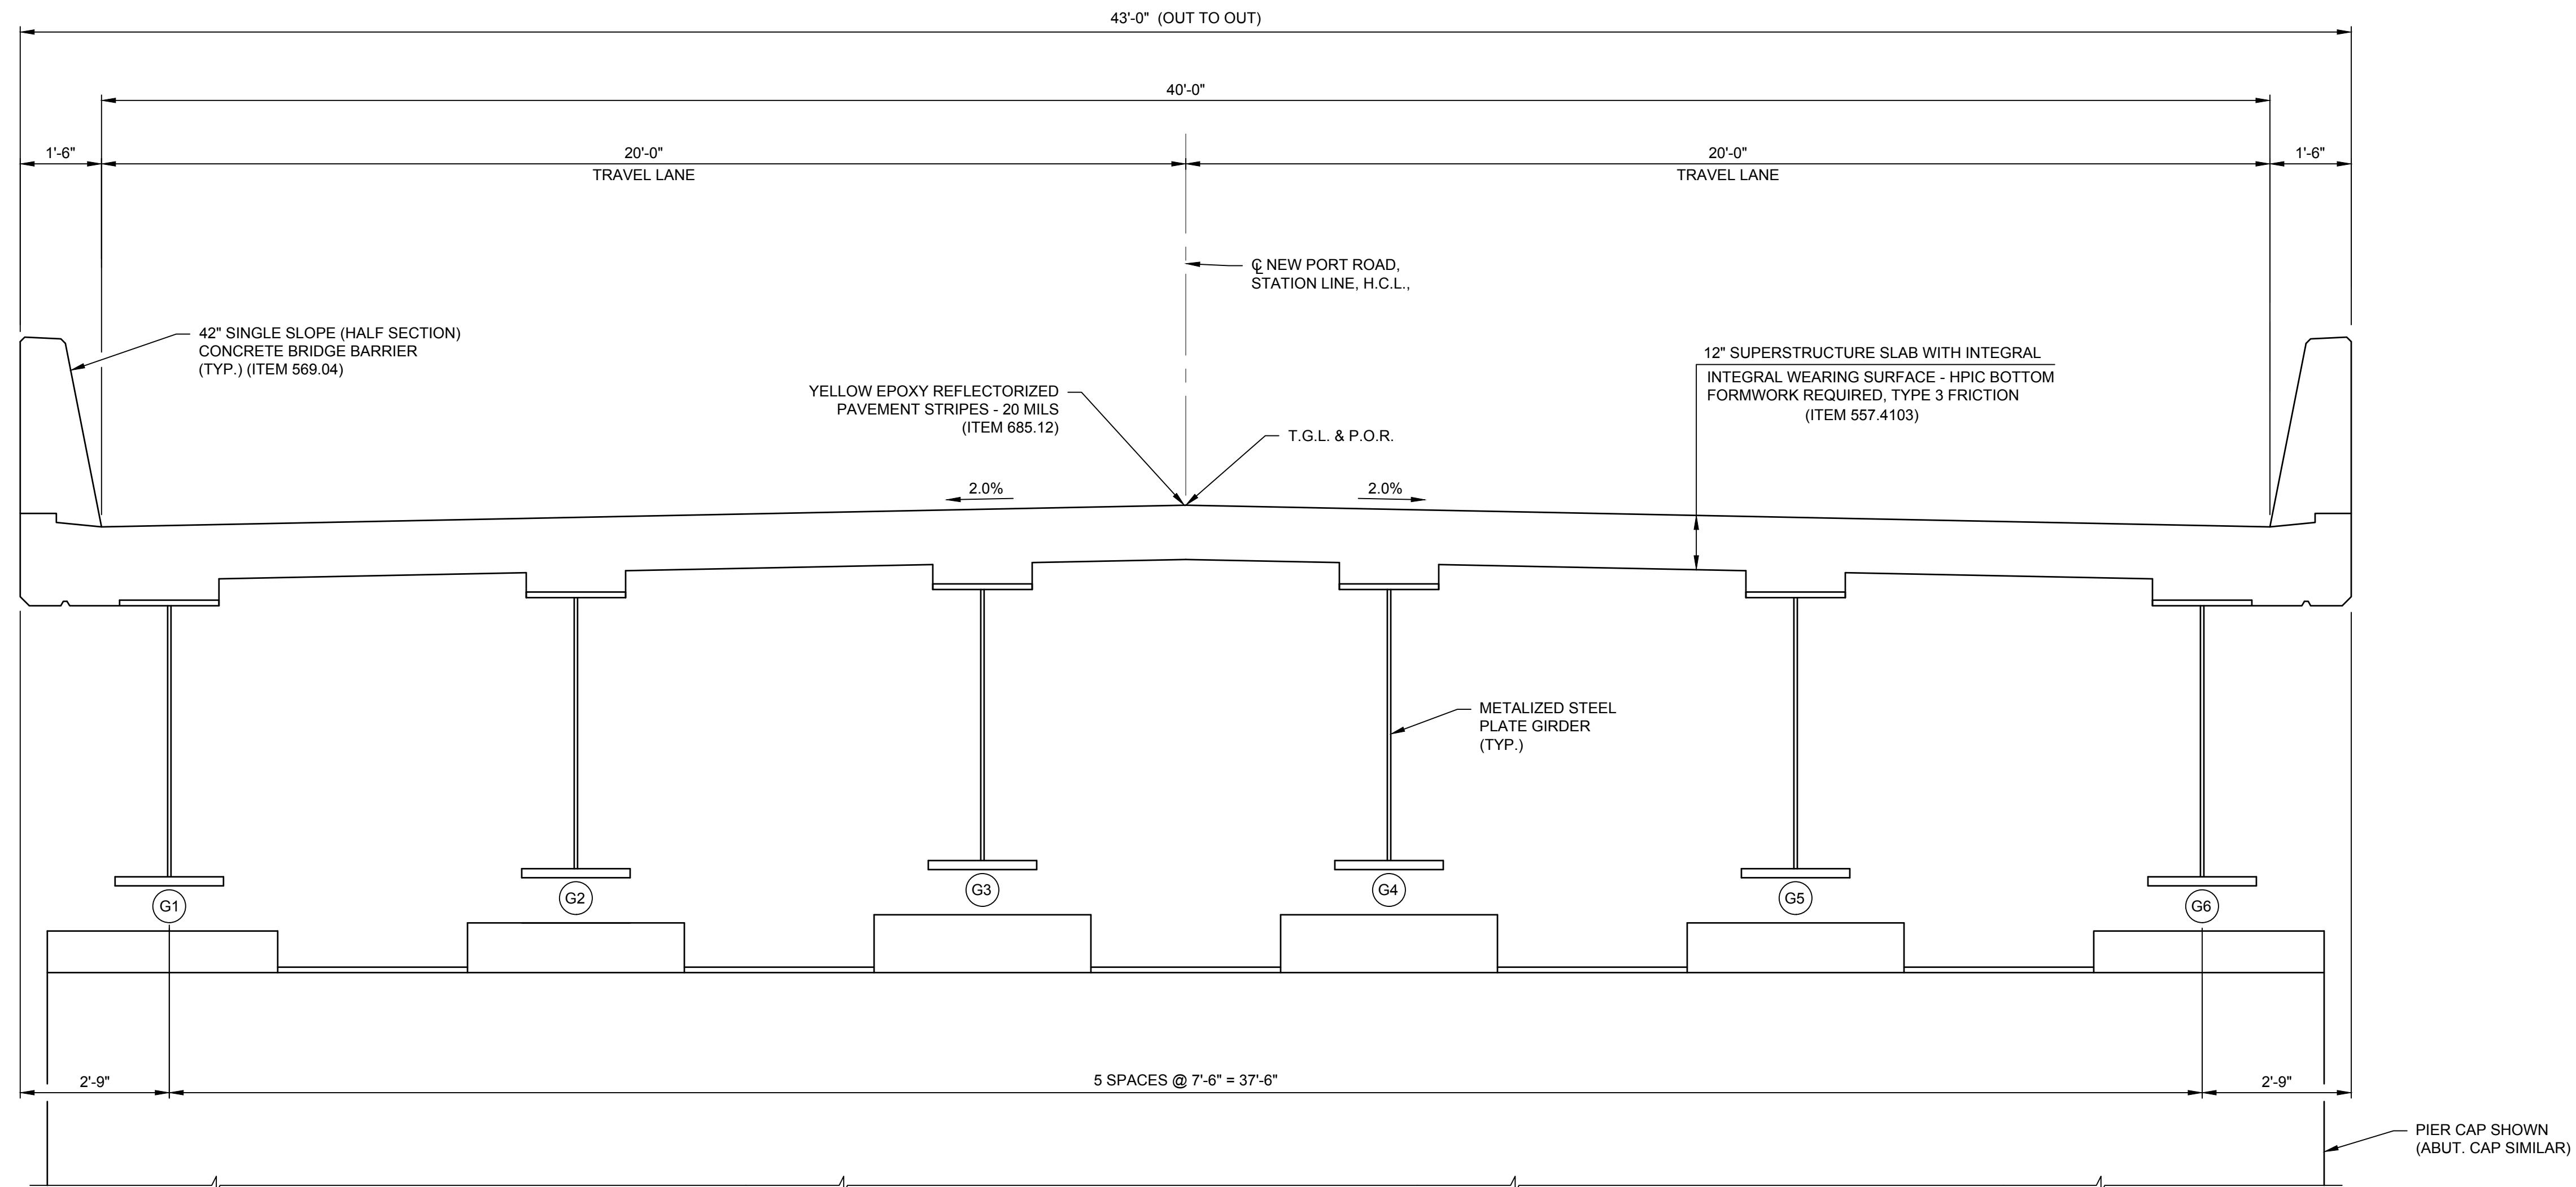 43'-0" (OUT TO OUT)
40'-0"
1'-6"
20'-0"
TRAVEL LANE
20'-0"
TRAVEL LANE
1'-6"
℄ NEW PORT ROAD,
STATION LINE, H.C.L.,
42" SINGLE SLOPE (HALF SECTION)
CONCRETE BRIDGE BARRIER
(TYP.) (ITEM 569.04)
YELLOW EPOXY REFLECTORIZED
PAVEMENT STRIPES - 20 MILS
(ITEM 685.12)
T.G.L. & P.O.R.
12" SUPERSTRUCTURE SLAB WITH INTEGRAL
INTEGRAL WEARING SURFACE - HPIC BOTTOM
FORMWORK REQUIRED, TYPE 3 FRICTION
(ITEM 557.4103)
2.0%
2.0%
METALIZED STEEL
PLATE GIRDER
(TYP.)
G1
G2
G3
G4
G5
G6
2'-9"
5 SPACES @ 7'-6" = 37'-6"
2'-9"
PIER CAP SHOWN
(ABUT. CAP SIMILAR)